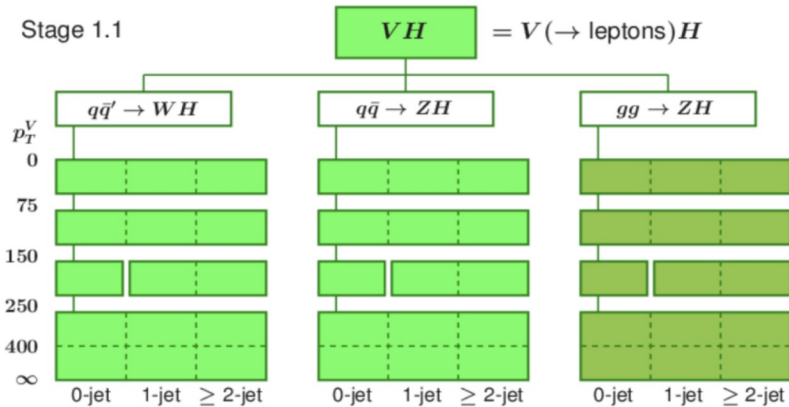 Stage 1.1
VH = V(→ leptons)H
qq̄′ → WH qq̄ → ZH gg → ZH
p_T^V
0
75
150
250
400
∞
0-jet 1-jet ≥ 2-jet 0-jet 1-jet ≥ 2-jet 0-jet 1-jet ≥ 2-jet